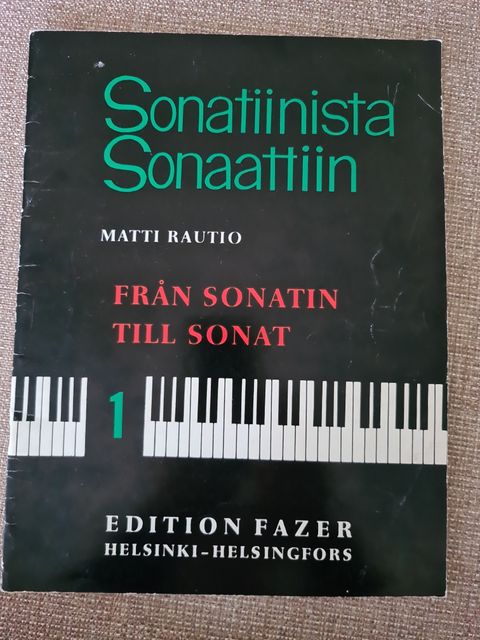 Sonatiinista
Sonaattiin
MATTI RAUTIO
FRÅN SONATIN
TILL SONAT
1
EDITION FAZER
HELSINKI–HELSINGFORS